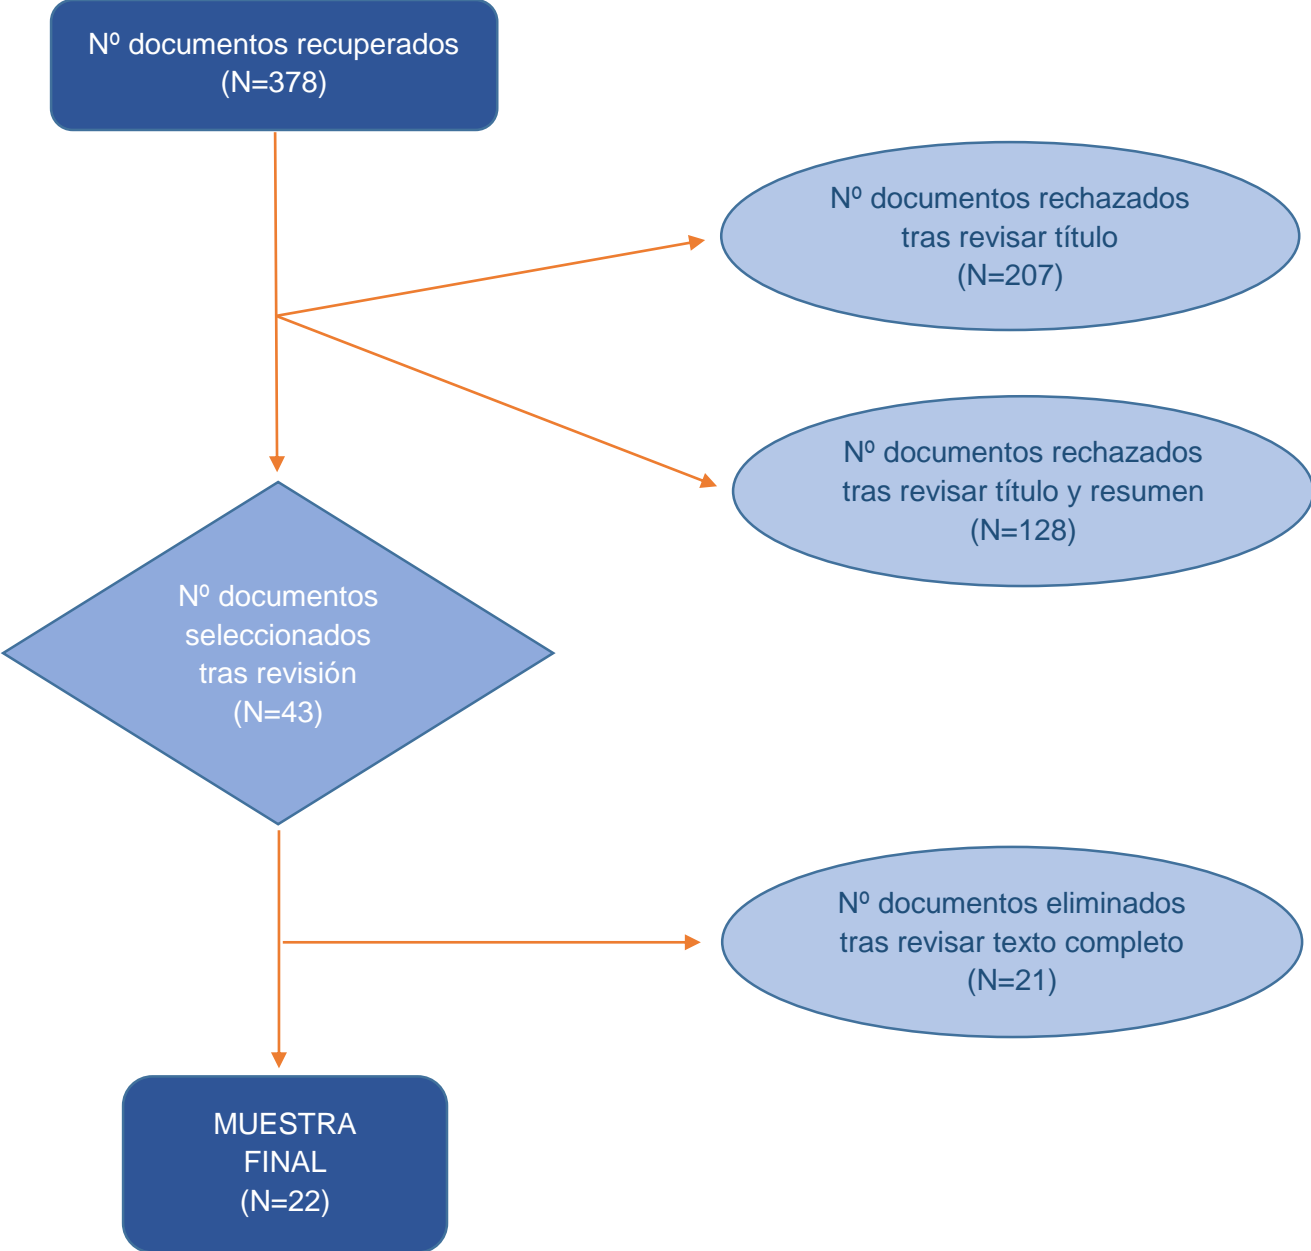 Nº documentos recuperados
(N=378)
Nº documentos rechazados
tras revisar título
(N=207)
Nº documentos rechazados
tras revisar título y resumen
(N=128)
Nº documentos
seleccionados
tras revisión
(N=43)
Nº documentos eliminados
tras revisar texto completo
(N=21)
MUESTRA
FINAL
(N=22)